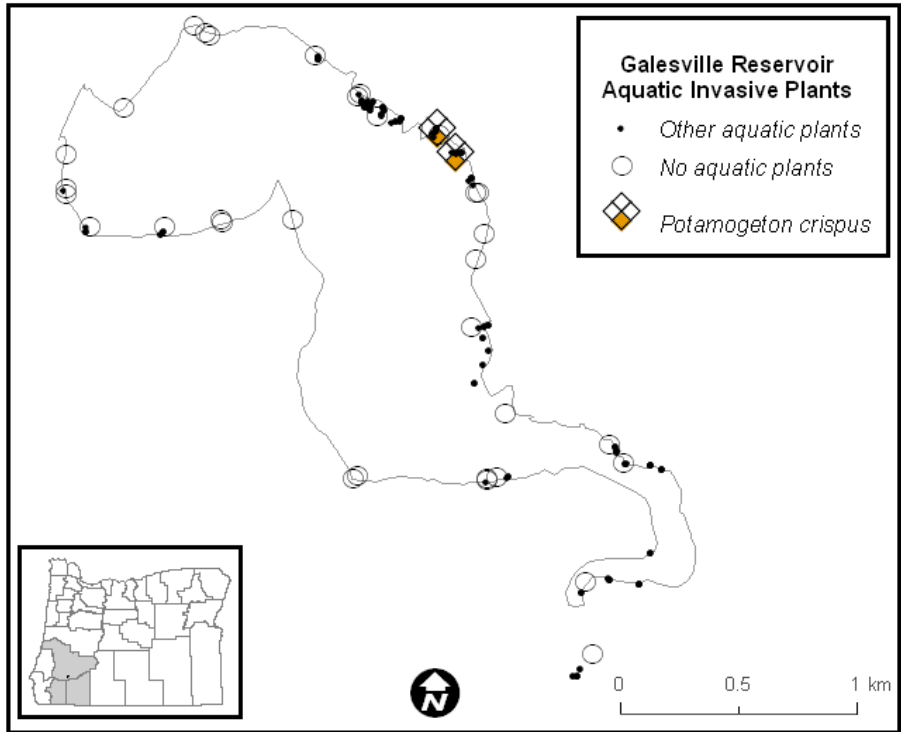 Galesville Reservoir
Aquatic Invasive Plants
Other aquatic plants
No aquatic plants
Potamogeton crispus
N
0 0.5 1 km